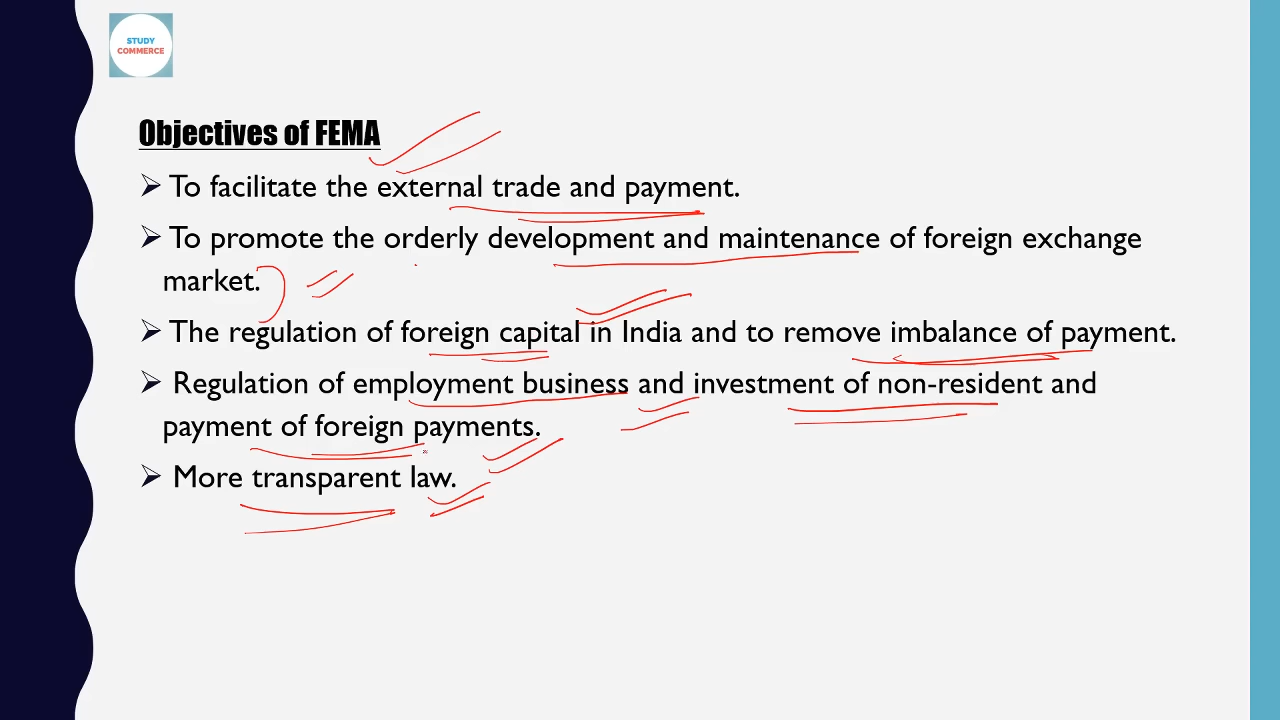 STUDY
COMMERCE
Objectives of FEMA
➢ To facilitate the external trade and payment.
➢ To promote the orderly development and maintenance of foreign exchange
market.
➢ The regulation of foreign capital in India and to remove imbalance of payment.
➢ Regulation of employment business and investment of non-resident and
payment of foreign payments.
➢ More transparent law.